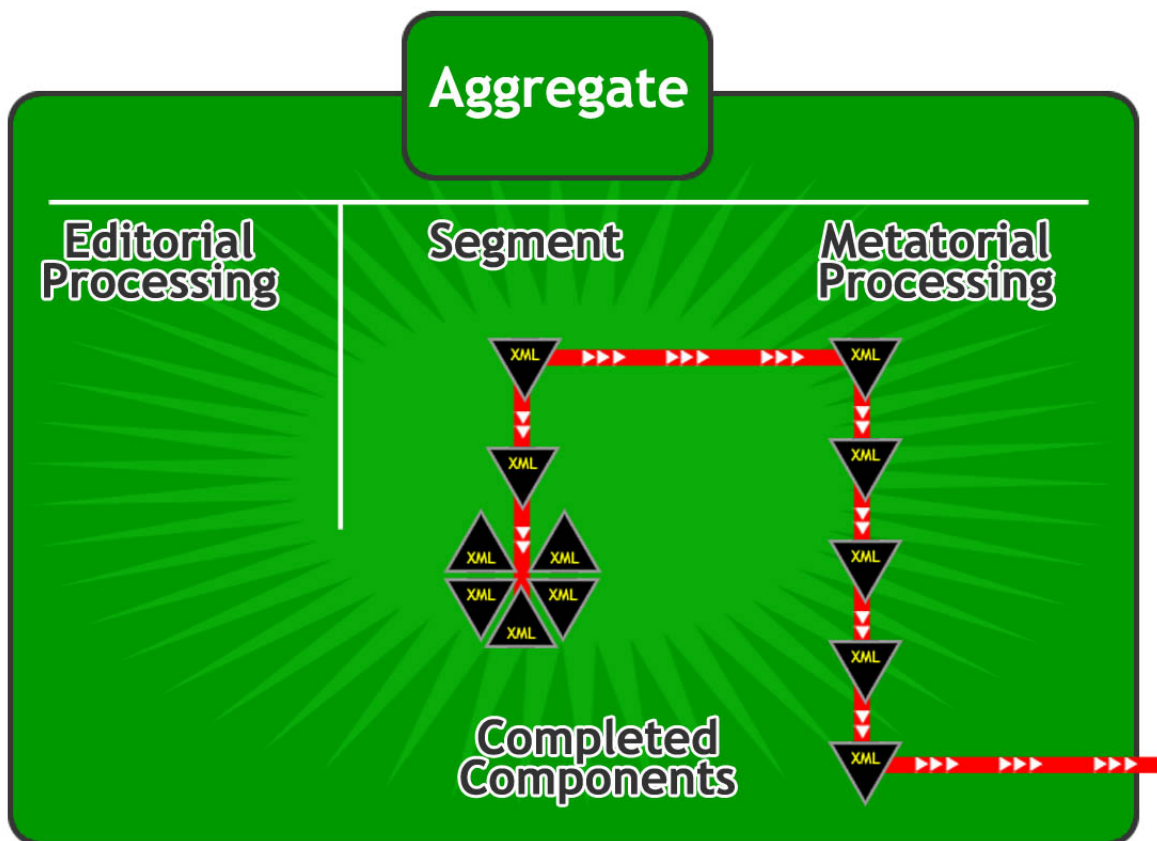 Aggregate
Editorial
Processing
Segment
Metatorial
Processing
XML
XML
XML
XML
XML
XML
XML
XML
XML
XML
XML
XML
Completed
Components